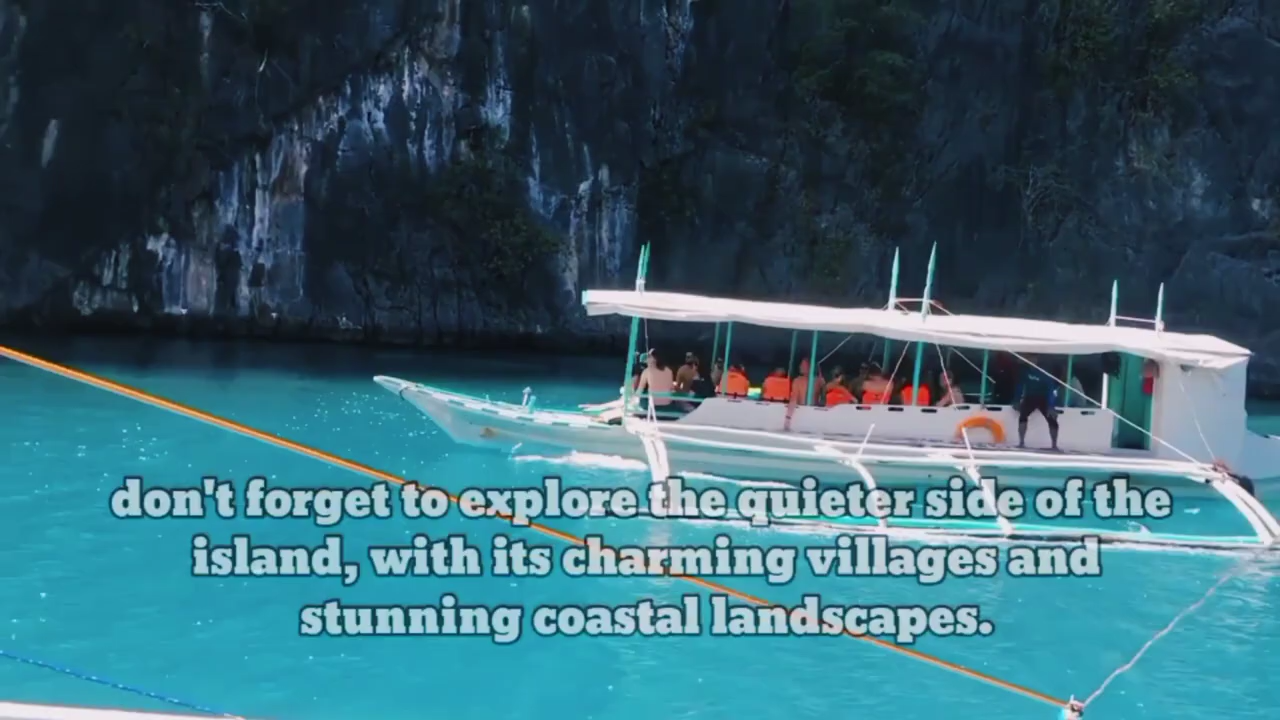 don't forget to explore the quieter side of the
island, with its charming villages and
stunning coastal landscapes.